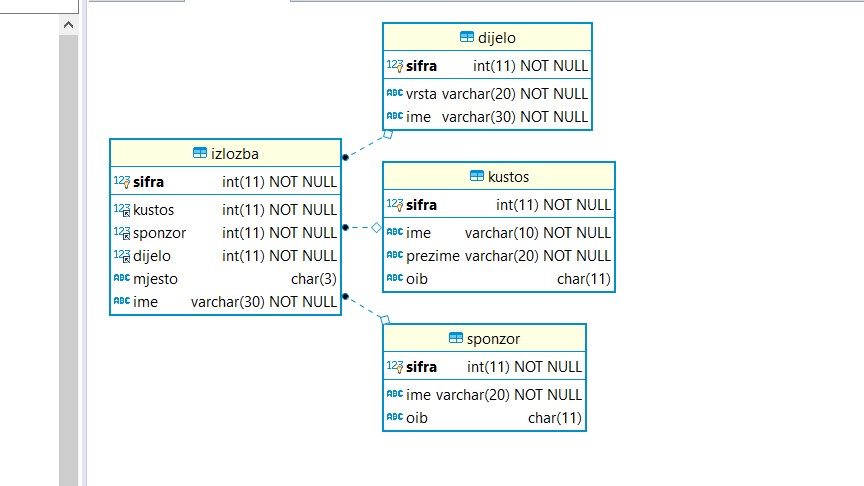 dijelo
123 sifra int(11) NOT NULL
ABC vrsta varchar(20) NOT NULL
ABC ime varchar(30) NOT NULL
izlozba
123 sifra int(11) NOT NULL
123 kustos int(11) NOT NULL
123 sponzor int(11) NOT NULL
123 dijelo int(11) NOT NULL
ABC mjesto char(3)
ABC ime varchar(30) NOT NULL
kustos
123 sifra int(11) NOT NULL
ABC ime varchar(10) NOT NULL
ABC prezime varchar(20) NOT NULL
ABC oib char(11)
sponzor
123 sifra int(11) NOT NULL
ABC ime varchar(20) NOT NULL
ABC oib char(11)